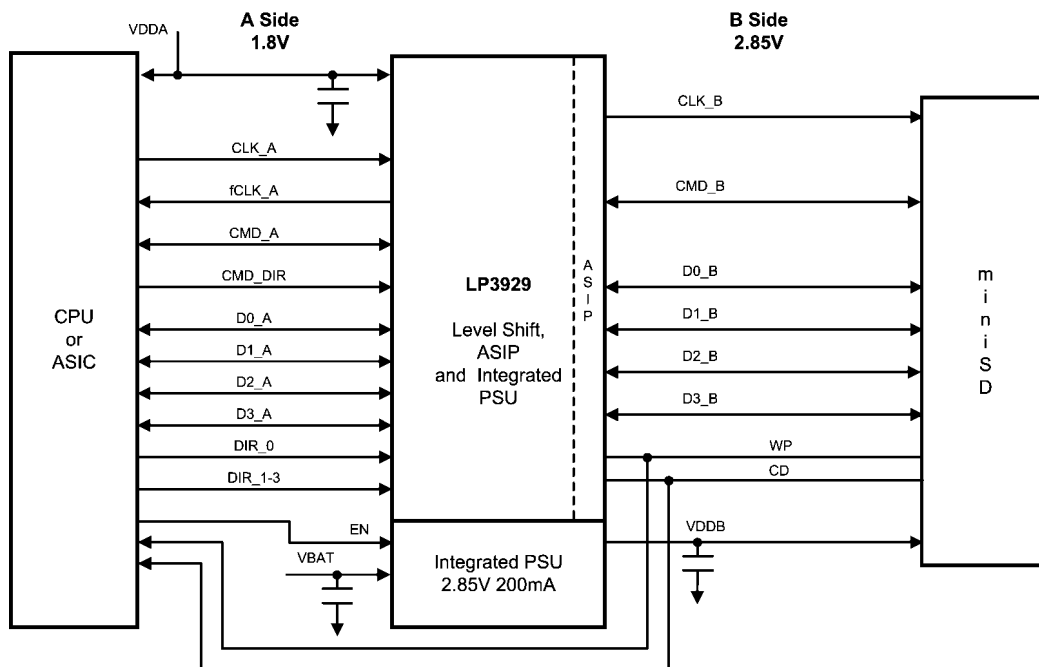 VDDA
A Side
1.8V
B Side
2.85V
CLK_A
fCLK_A
CMD_A
CMD_DIR
D0_A
D1_A
D2_A
D3_A
DIR_0
DIR_1-3
EN
VBAT
CPU
or
ASIC
LP3929
Level Shift,
ASIP
and Integrated
PSU
ASIP
Integrated PSU
2.85V 200mA
CLK_B
CMD_B
D0_B
D1_B
D2_B
D3_B
WP
CD
VDDB
miniSD